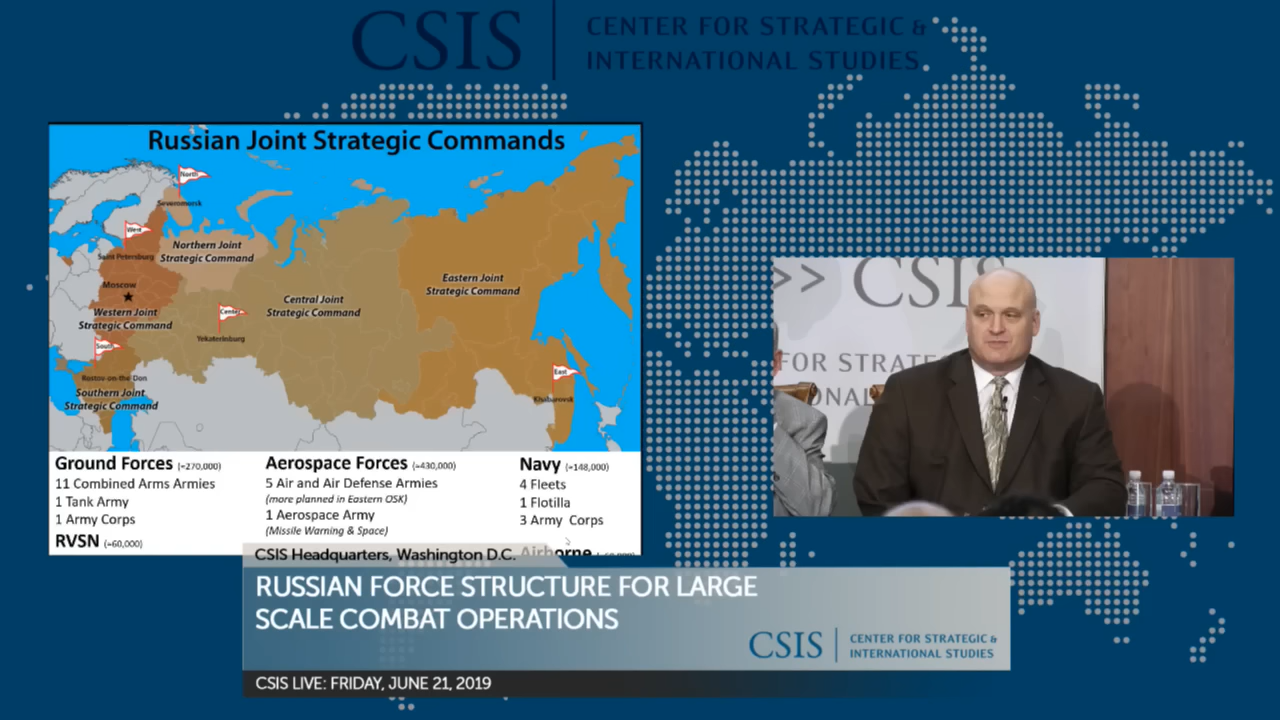 CSIS
CENTER FOR STRATEGIC &
INTERNATIONAL STUDIES
Russian Joint Strategic Commands
North
Severomorsk
West
Saint Petersburg
Northern Joint
Strategic Command
Moscow
Western Joint
Strategic Command
Center
Yekaterinburg
Central Joint
Strategic Command
Eastern Joint
Strategic Command
South
Rostov-on-the-Don
Southern Joint
Strategic Command
East
Khabarovsk
Ground Forces (≈270,000)
11 Combined Arms Armies
1 Tank Army
1 Army Corps
RVSN (≈60,000)
Aerospace Forces (≈430,000)
5 Air and Air Defense Armies
(more planned in Eastern OSK)
1 Aerospace Army
(Missile Warning & Space)
Navy (≈148,000)
4 Fleets
1 Flotilla
3 Army Corps
Airborne
>> CSIS
FOR STRATE
ONAL
CSIS Headquarters, Washington D.C.
RUSSIAN FORCE STRUCTURE FOR LARGE
SCALE COMBAT OPERATIONS
CSIS
CENTER FOR STRATEGIC &
INTERNATIONAL STUDIES
CSIS LIVE: FRIDAY, JUNE 21, 2019